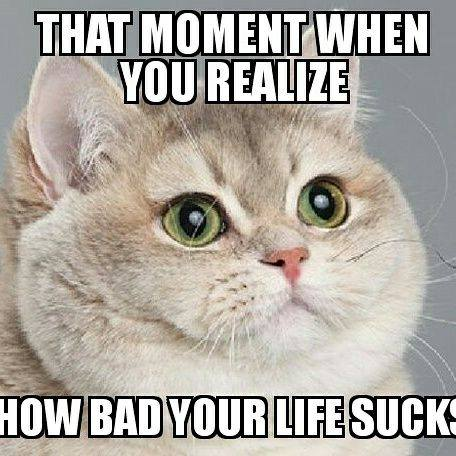 THAT MOMENT WHEN
YOU REALIZE
HOW BAD YOUR LIFE SUCKS